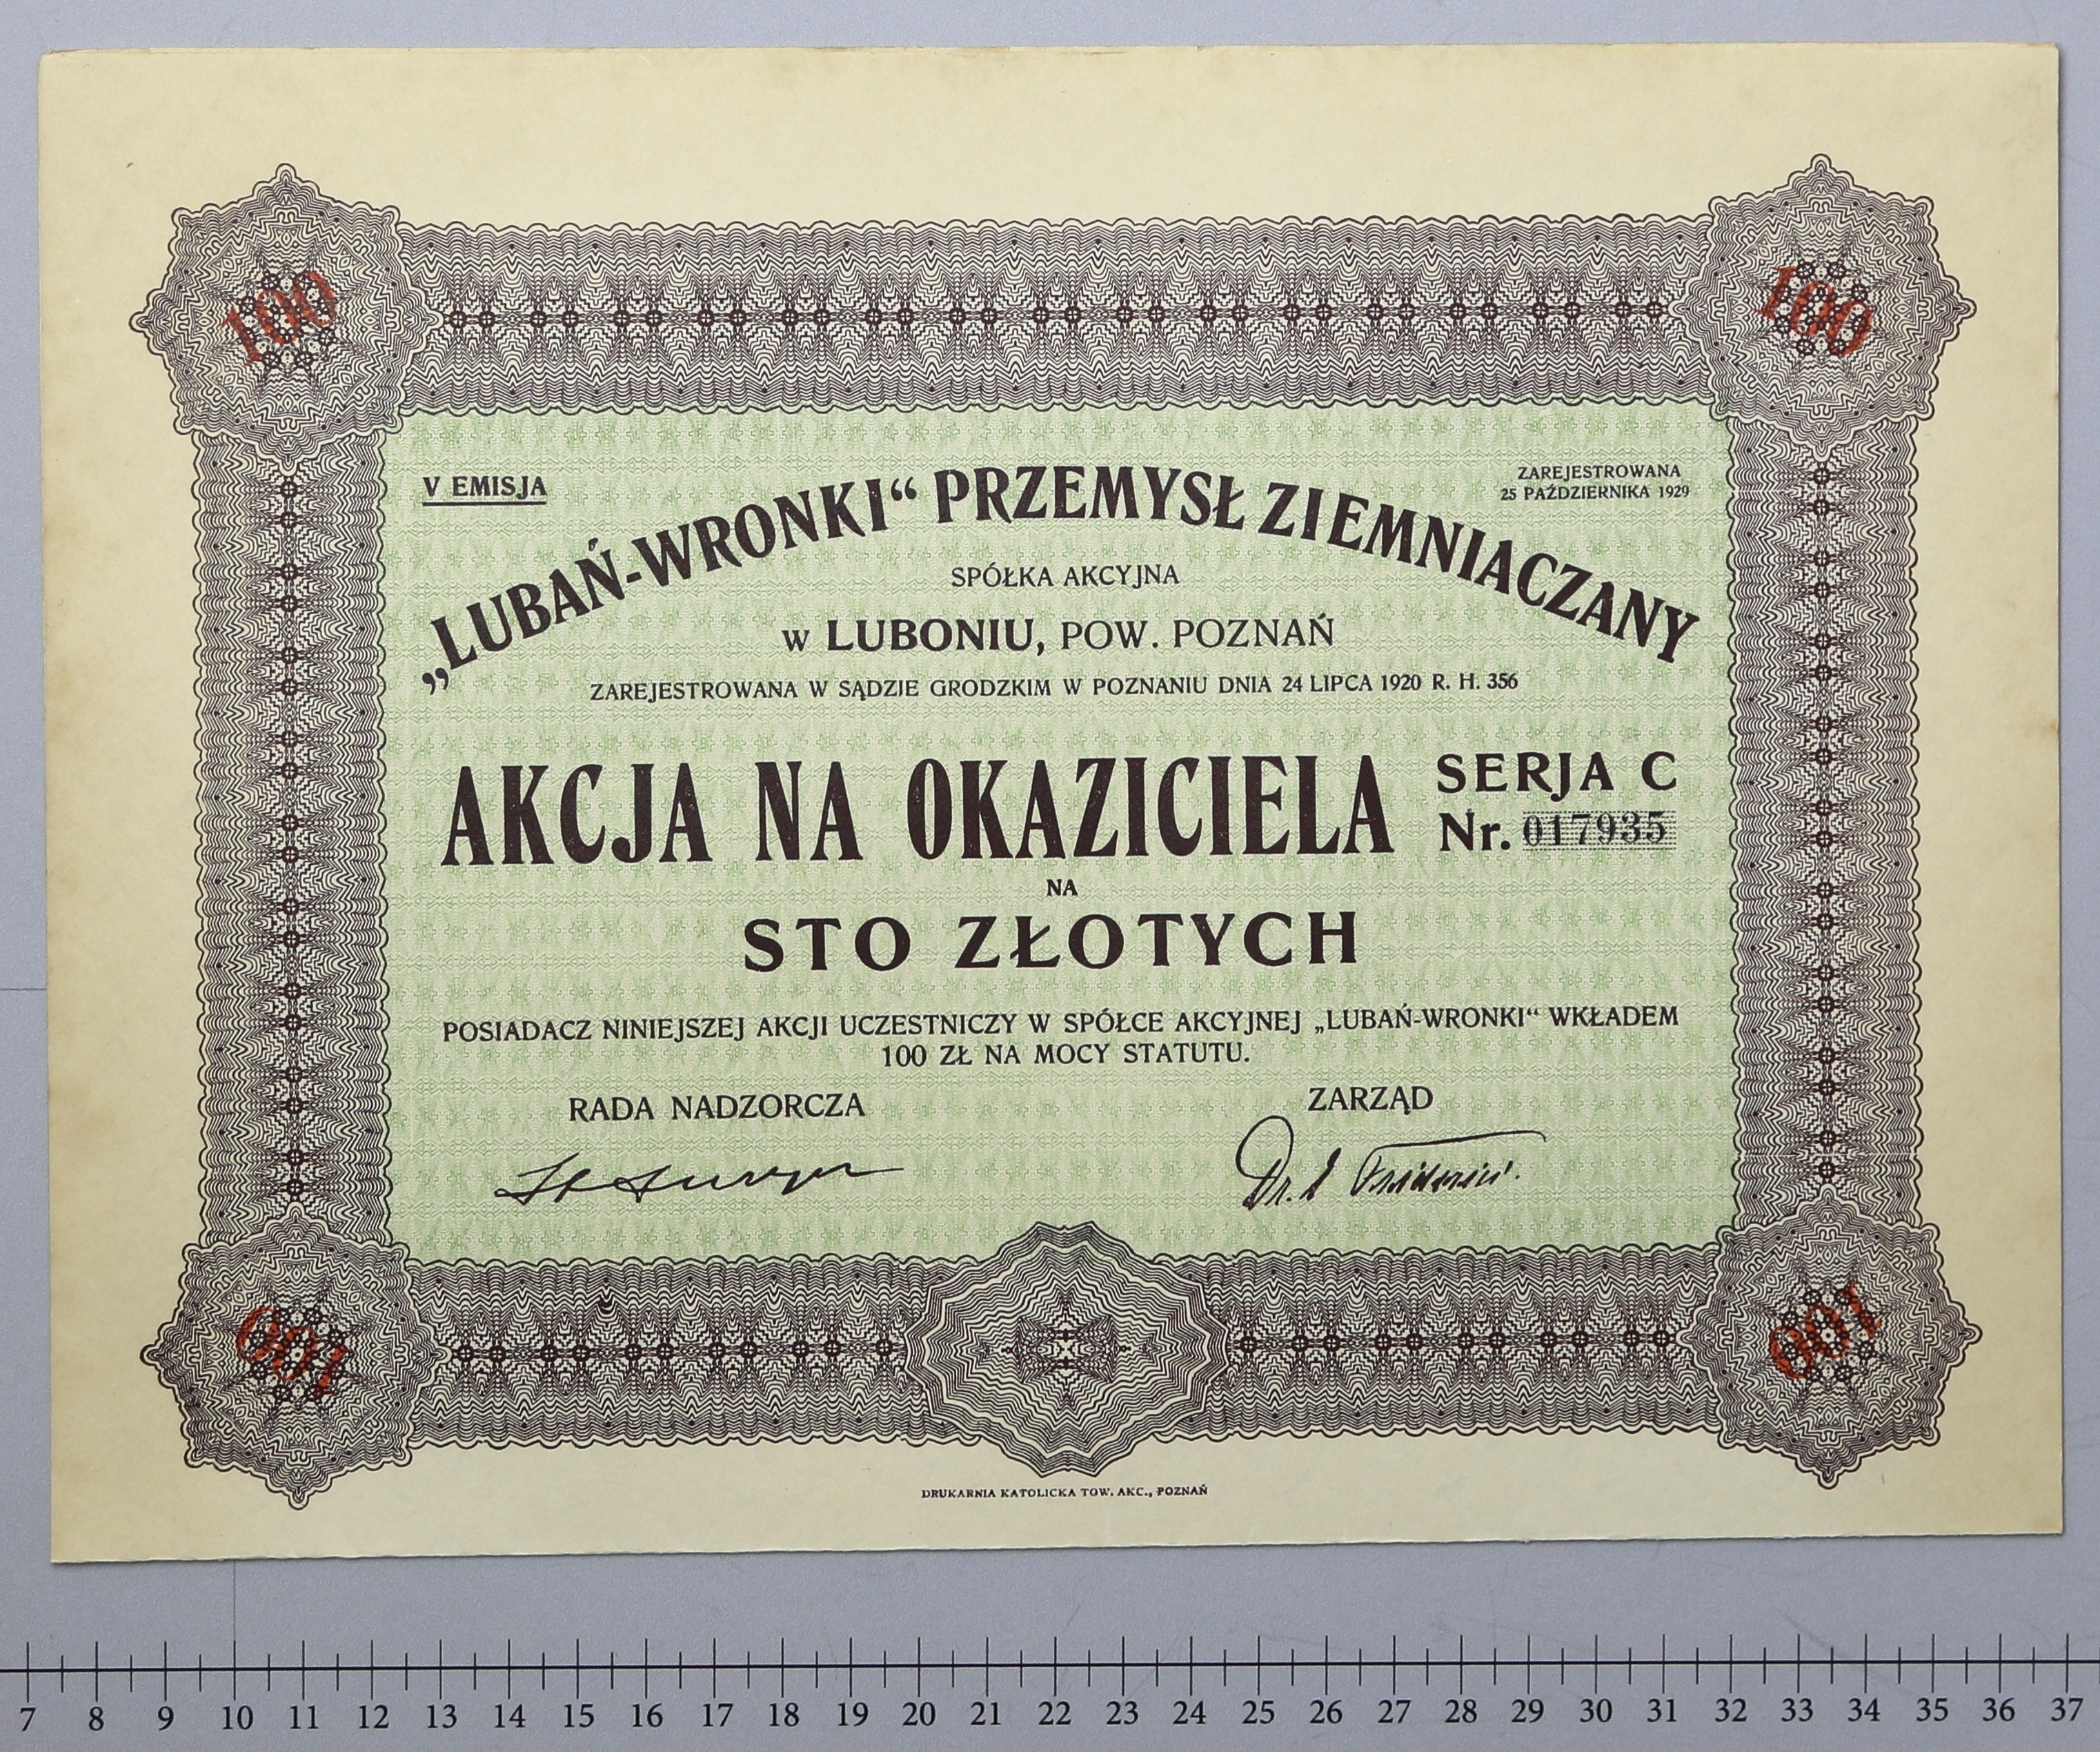 100 100
V EMISJA
ZAREJESTROWANA
25 PAŹDZIERNIKA 1929
„LUBAŃ-WRONKI“ PRZEMYSŁ ZIEMNIACZANY
SPÓŁKA AKCYJNA
W LUBONIU, POW. POZNAŃ
ZAREJESTROWANA W SĄDZIE GRODZKIM W POZNANIU DNIA 24 LIPCA 1920 R. H. 356
AKCJA NA OKAZICIELA
SERJA C
Nr. 017935
NA
STO ZŁOTYCH
POSIADACZ NINIEJSZEJ AKCJI UCZESTNICZY W SPÓŁCE AKCYJNEJ „LUBAŃ-WRONKI“ WKŁADEM
100 ZŁ NA MOCY STATUTU.
RADA NADZORCZA
ZARZĄD
Dr.
100 100
DRUKARNIA KATOLICKA TOW. AKC., POZNAŃ
7 8 9 10 11 12 13 14 15 16 17 18 19 20 21 22 23 24 25 26 27 28 29 30 31 32 33 34 35 36 37